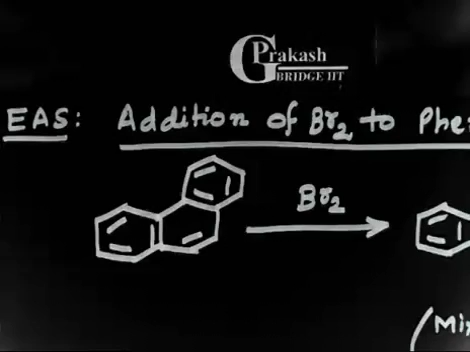 Prakash
G BRIDGE IIT
EAS: Addition of Br2 to Phe
Br2
(Mi